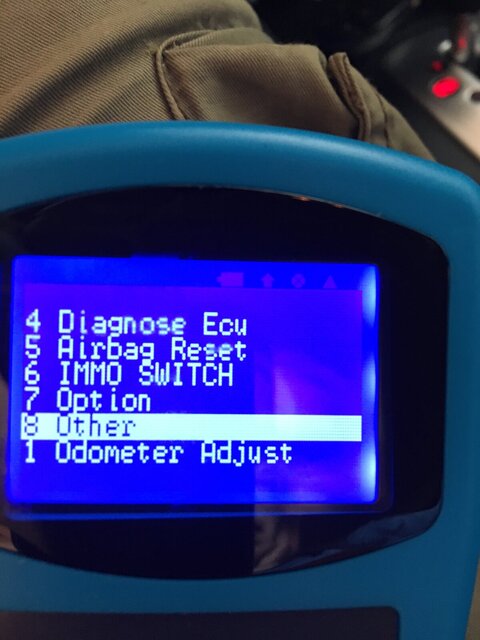 4 Diagnose Ecu
5 Airbag Reset
6 IMMO SWITCH
7 Option
8 Other
1 Odometer Adjust